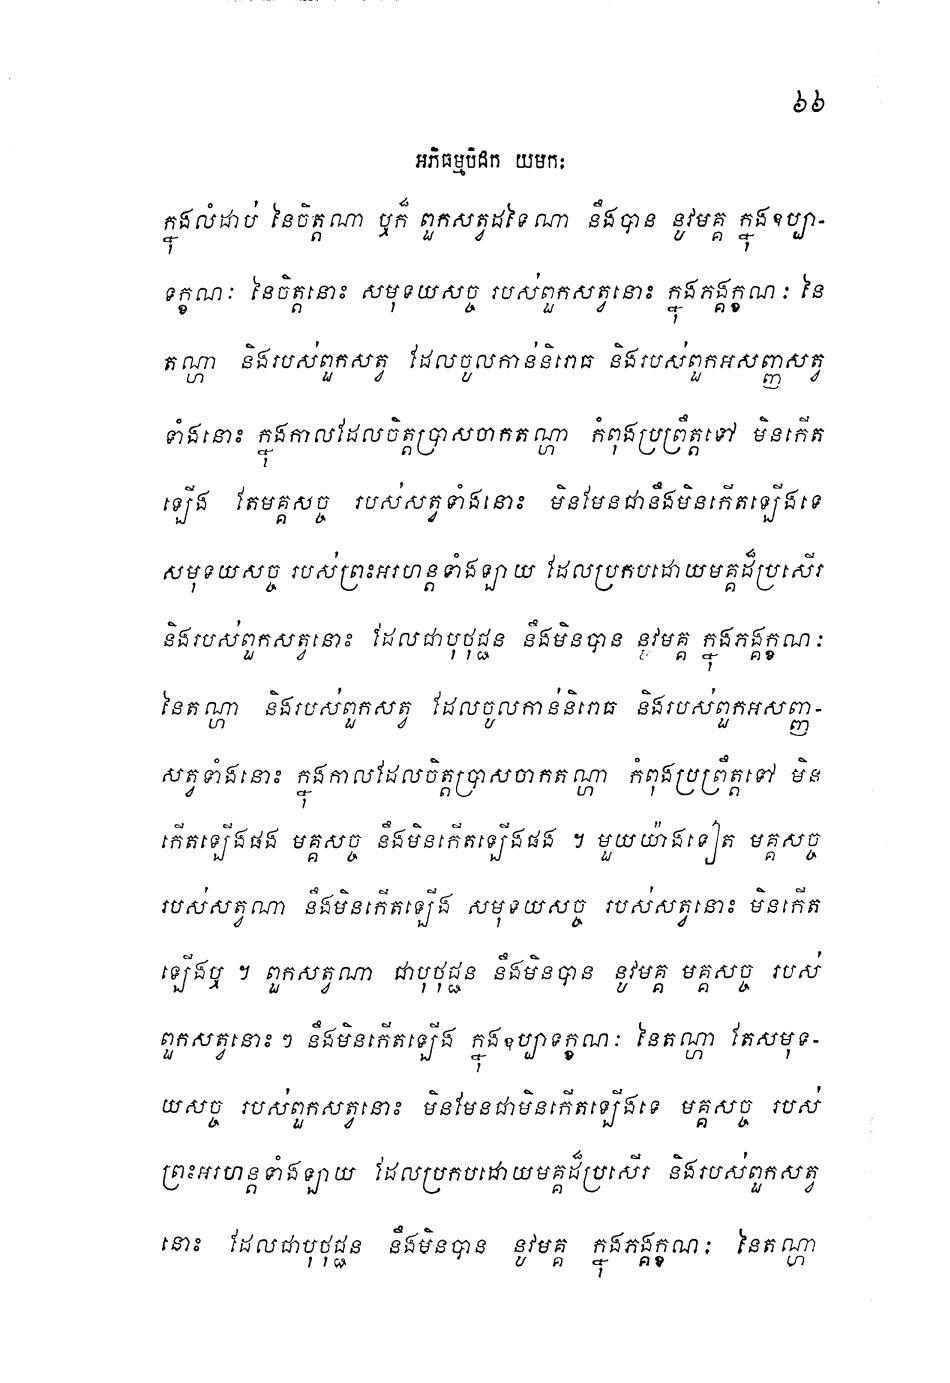 ៦៦
អភិធម្មបិដក យមកៈ
ក្នុងលំដាប់ នៃចិត្តណា ឬក៏ ពួកសត្វដទៃណា នឹងបាន នូវមគ្គ ក្នុងឧប្បា-
ទក្ខណៈ នៃចិត្តនោះ សមុទយសច្ច របស់ពួកសត្វនោះ ក្នុងភង្គក្ខណៈ នៃ
តណ្ហា និងរបស់ពួកសត្វ ដែលចូលកាន់និរោធ និងរបស់ពួកអសញ្ញសត្វ
ទាំងនោះ ក្នុងកាលដែលចិត្តប្រាសចាកតណ្ហា កំពុងប្រព្រឹត្តទៅ មិនកើត
ឡើង តែមគ្គសច្ច របស់សត្វទាំងនោះ មិនមែនជានឹងមិនកើតឡើងទេ
សមុទយសច្ច របស់ព្រះអរហន្តទាំងឡាយ ដែលប្រកបដោយមគ្គដ៏ប្រសើរ
និងរបស់ពួកសត្វនោះ ដែលជាបុថុជ្ជន នឹងមិនបាន នូវមគ្គ ក្នុងភង្គក្ខណៈ
នៃតណ្ហា និងរបស់ពួកសត្វ ដែលចូលកាន់និរោធ និងរបស់ពួកអសញ្ញ-
សត្វទាំងនោះ ក្នុងកាលដែលចិត្តប្រាសចាកតណ្ហា កំពុងប្រព្រឹត្តទៅ មិន
កើតឡើងផង មគ្គសច្ច នឹងមិនកើតឡើងផង ។ មួយយ៉ាងទៀត មគ្គសច្ច
របស់សត្វណា នឹងមិនកើតឡើង សមុទយសច្ច របស់សត្វនោះ មិនកើត
ឡើងឬ ។ ពួកសត្វណា ជាបុថុជ្ជន នឹងមិនបាន នូវមគ្គ មគ្គសច្ច របស់
ពួកសត្វនោះ ៗ នឹងមិនកើតឡើង ក្នុងឧប្បាទក្ខណៈ នៃតណ្ហា តែសមុទ-
យសច្ច របស់ពួកសត្វនោះ មិនមែនជាមិនកើតឡើងទេ មគ្គសច្ច របស់
ព្រះអរហន្តទាំងឡាយ ដែលប្រកបដោយមគ្គដ៏ប្រសើរ និងរបស់ពួកសត្វ
នោះ ដែលជាបុថុជ្ជន នឹងមិនបាន នូវមគ្គ ក្នុងភង្គក្ខណៈ នៃតណ្ហា